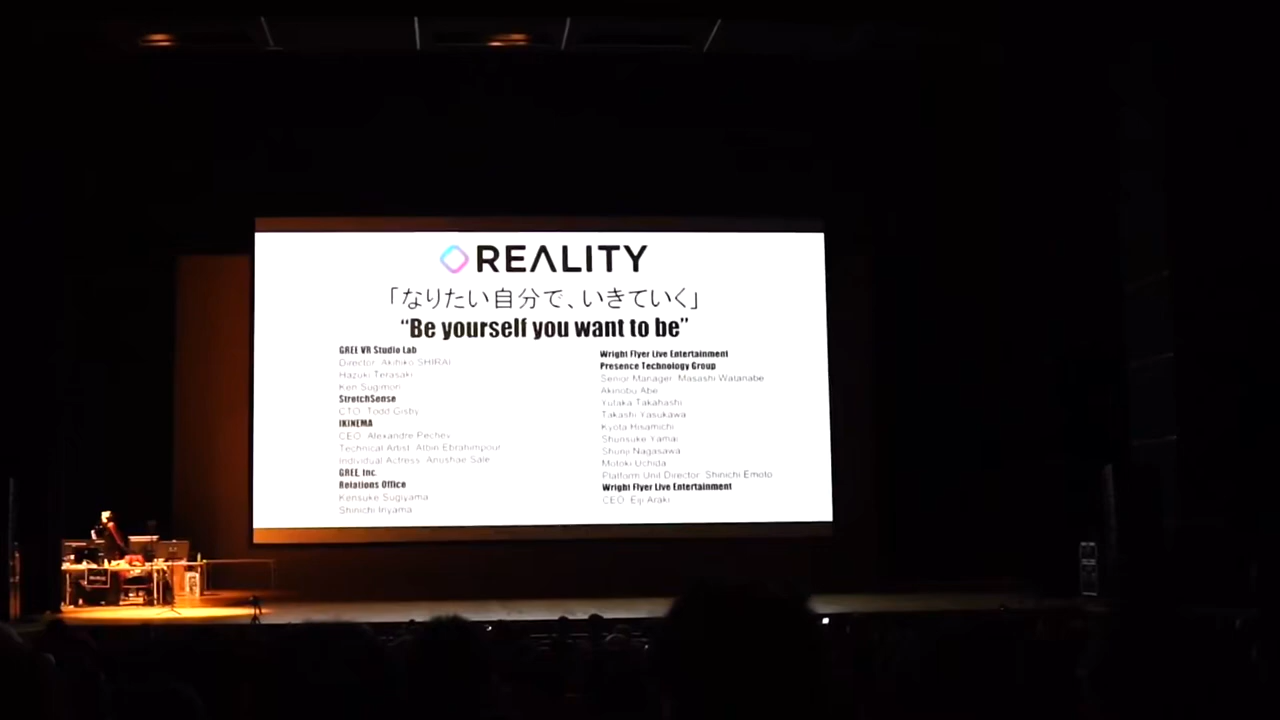 REALITY
「なりたい自分で、いきていく」
“Be yourself you want to be”
GREE VR Studio Lab
Director: Akihiko SHIRAI
Hazuki Terasaki
Ken Sugimori
StretchSense
CTO: Todd Gisby
IKINEMA
CEO: Alexandre Pechev
Technical Artist: Albin Ebrahimpour
Individual Actress: Anushae Sale
GREE, Inc.
Relations Office
Kensuke Sugiyama
Shinichi Iriyama
Wright Flyer Live Entertainment
Presence Technology Group
Senior Manager: Masashi Watanabe
Akinobu Abe
Yutaka Takahashi
Takashi Yasukawa
Kyota Hisamichi
Shunsuke Yamai
Shunji Nagasawa
Motoki Uchida
Platform Unit Director: Shinichi Emoto
Wright Flyer Live Entertainment
CEO: Eiji Araki